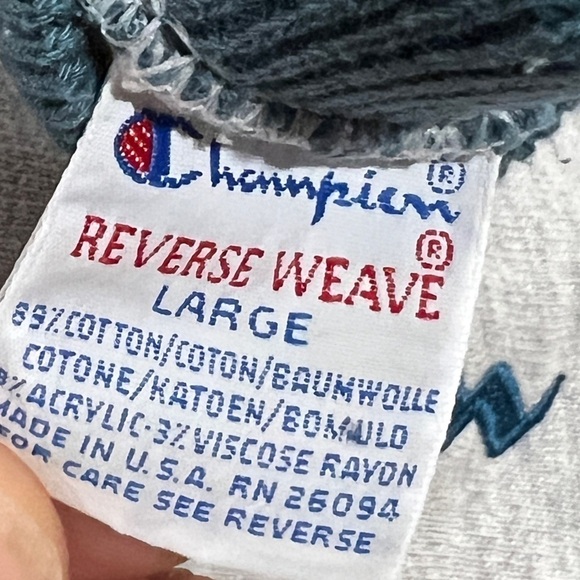 Champion®
REVERSE WEAVE®
LARGE
89% COTTON/COTON/BAUMWOLLE
COTONE/KATOEN/BOMULD
% ACRYLIC-3% VISCOSE RAYON
MADE IN U.S.A. RN 26094
FOR CARE SEE REVERSE